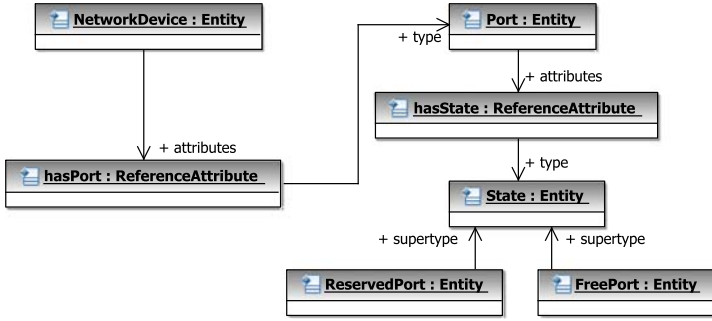 NetworkDevice : Entity
Port : Entity
+ type
+ attributes
hasState : ReferenceAttribute
+ attributes
+ type
hasPort : ReferenceAttribute
State : Entity
+ supertype
+ supertype
ReservedPort : Entity
FreePort : Entity